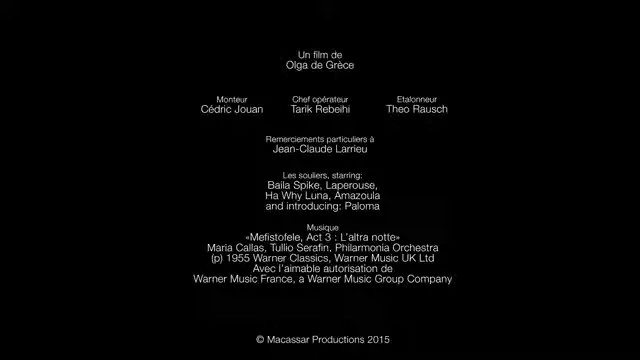 Un film de
Olga de Grèce
Monteur
Cédric Jouan
Chef opérateur
Tarik Rebeihi
Etalonneur
Theo Rausch
Remerciements particuliers à
Jean-Claude Larrieu
Les souliers, starring:
Baila Spike, Laperouse,
Ha Why Luna, Amazoula
and introducing: Paloma
Musique
«Mefistofele, Act 3 : L'altra notte»
Maria Callas, Tullio Serafin, Philarmonia Orchestra
(p) 1955 Warner Classics, Warner Music UK Ltd
Avec l'aimable autorisation de
Warner Music France, a Warner Music Group Company
© Macassar Productions 2015